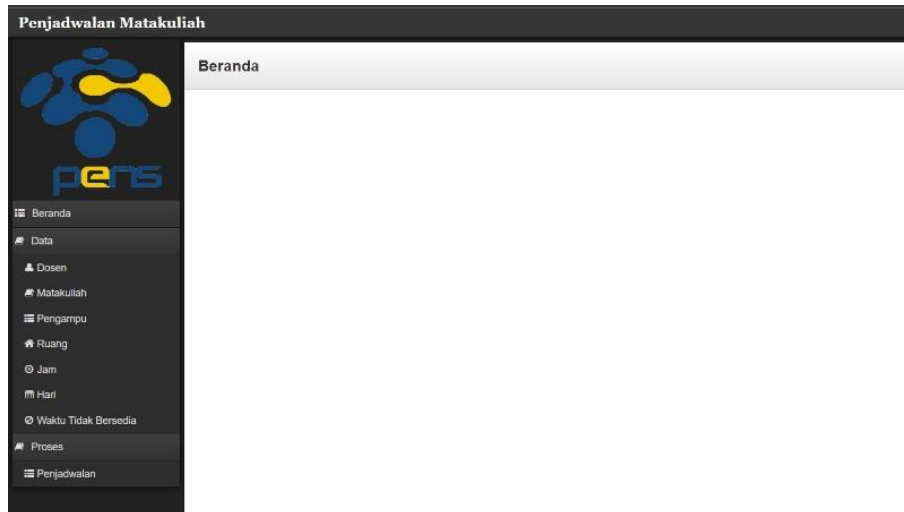 Penjadwalan Matakuliah
pens
Beranda
Beranda
Data
Dosen
Matakuliah
Pengampu
Ruang
Jam
Hari
Waktu Tidak Bersedia
Proses
Penjadwalan